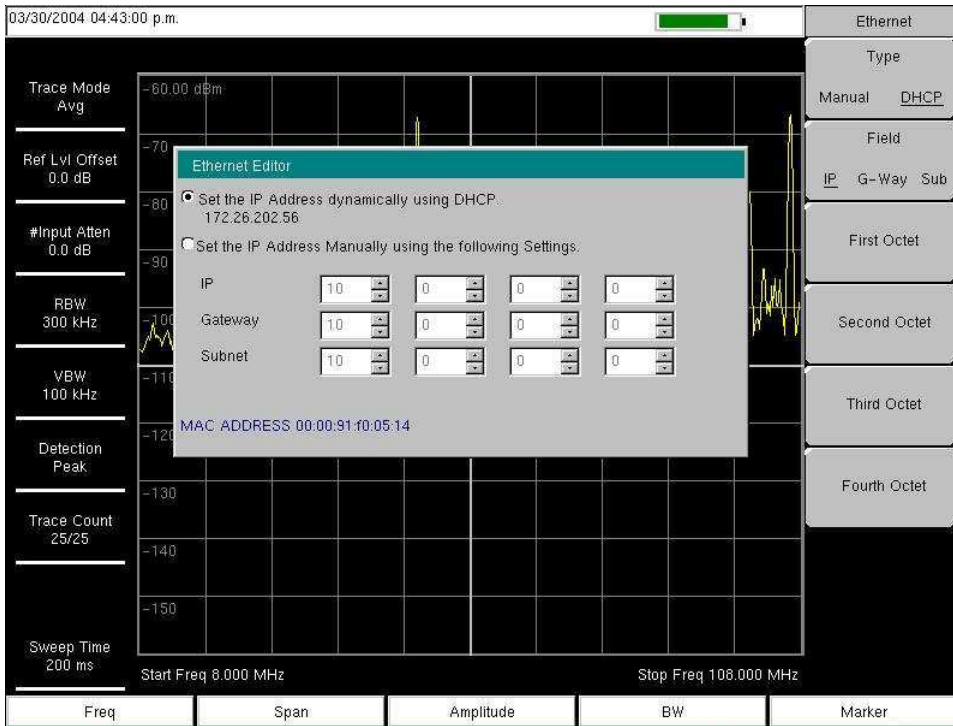 03/30/2004 04:43:00 p.m.
Ethernet
Type
Manual DHCP
Field
IP G-Way Sub
First Octet
Second Octet
Third Octet
Fourth Octet
Trace Mode
Avg
Ref Lvl Offset
0.0 dB
#Input Atten
0.0 dB
RBW
300 kHz
VBW
100 kHz
Detection
Peak
Trace Count
25/25
Sweep Time
200 ms
-60.00 dBm
-70
-80
-90
-100
-110
-120
-130
-140
-150
Ethernet Editor
Set the IP Address dynamically using DHCP.
172.26.202.56
Set the IP Address Manually using the following Settings.
IP 10 0 0 0
Gateway 10 0 0 0
Subnet 10 0 0 0
MAC ADDRESS 00:00:91:f0:05:14
Start Freq 8.000 MHz Stop Freq 108.000 MHz
Freq Span Amplitude BW Marker